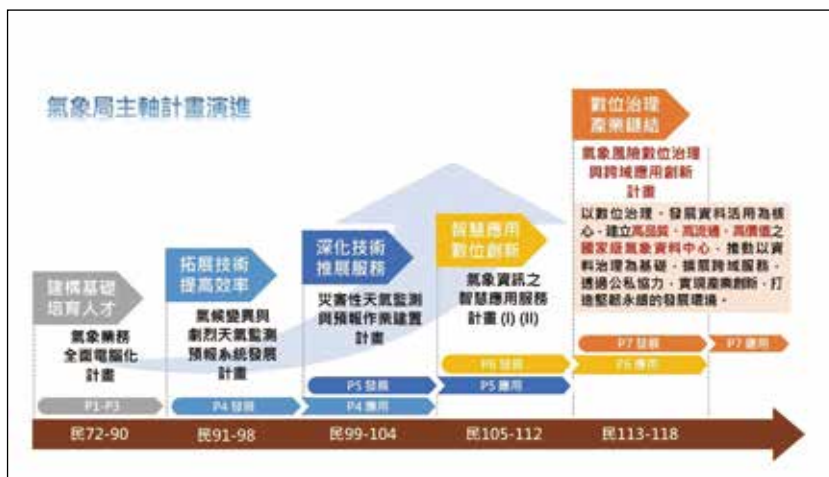 氣象局主軸計畫演進
數位治理
產業鏈結
氣象風險數位治理
與跨域應用創新
計畫
以數位治理、發展資料活用為核
心，建立高品質、高流通、高價值之
國家級氣象資料中心，推動以資
料治理為基礎，擴展跨域服務，
透過公私協力，實現產業創新，打
造堅韌永續的發展環境。
智慧應用
數位創新
氣象資訊之
智慧應用服務
計畫 (I) (II)
深化技術
推展服務
災害性天氣監測
與預報作業建置
計畫
拓展技術
提高效率
氣候變異與
劇烈天氣監測
預報系統發展
計畫
建構基礎
培育人才
氣象業務
全面電腦化
計畫
P7 發展
P7 應用
P6 發展
P6 應用
P5 發展
P5 應用
P1-P3
P4 發展
P4 應用
民72-90
民91-98
民99-104
民105-112
民113-118